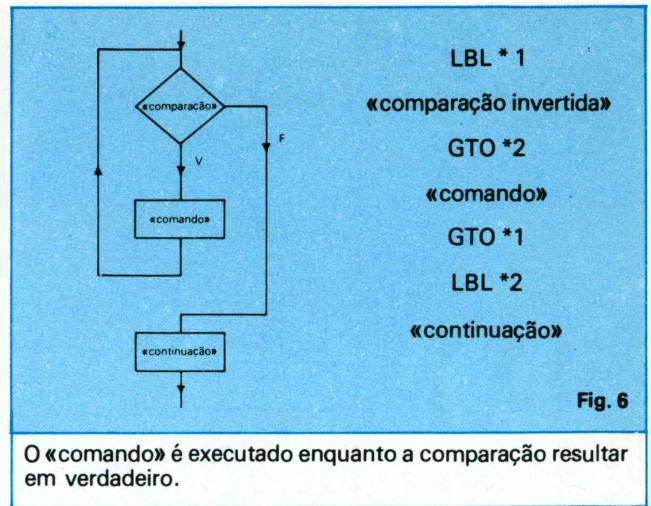 «comparação»
F
V
«comando»
«continuação»
LBL * 1
«comparação invertida»
GTO *2
«comando»
GTO *1
LBL *2
«continuação»
Fig. 6
O «comando» é executado enquanto a comparação resultar
em verdadeiro.